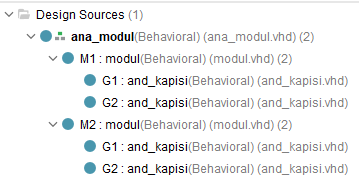 Design Sources (1)
ana_modul(Behavioral) (ana_modul.vhd) (2)
M1 : modul(Behavioral) (modul.vhd) (2)
G1 : and_kapisi(Behavioral) (and_kapisi.vhd)
G2 : and_kapisi(Behavioral) (and_kapisi.vhd)
M2 : modul(Behavioral) (modul.vhd) (2)
G1 : and_kapisi(Behavioral) (and_kapisi.vhd)
G2 : and_kapisi(Behavioral) (and_kapisi.vhd)